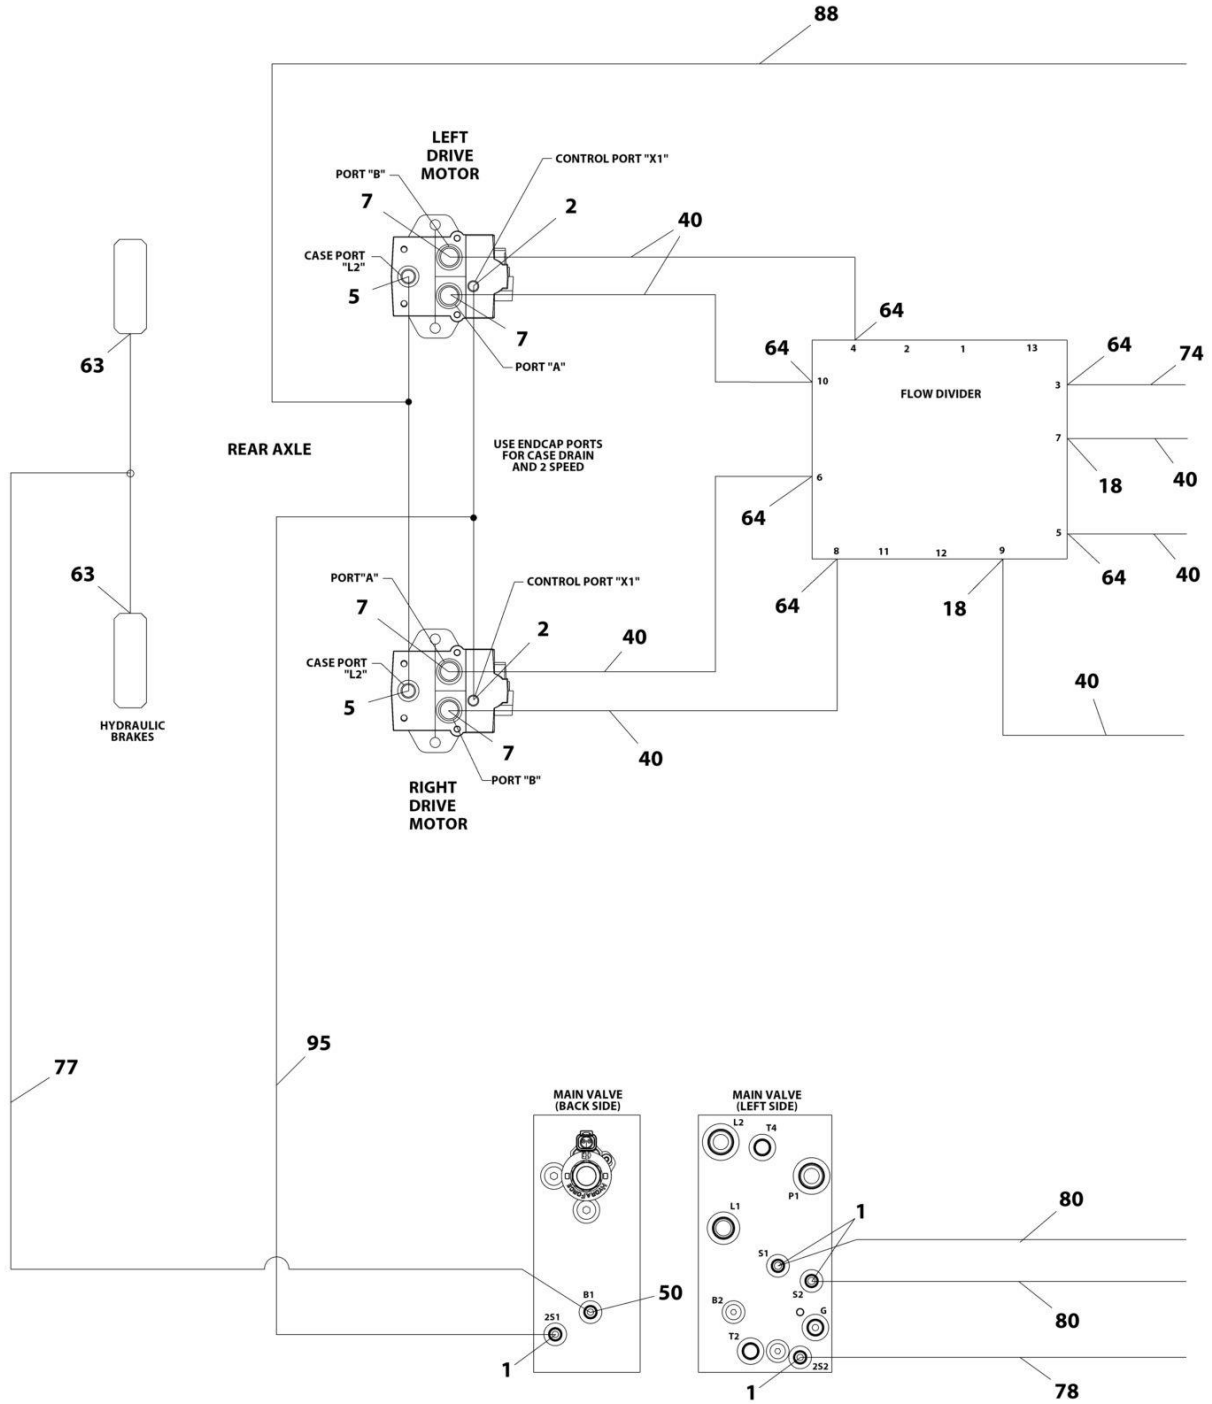 88
LEFT
DRIVE
MOTOR
CONTROL PORT "X1"
PORT "B"
7
2
40
CASE PORT
"L2"
5
7
PORT "A"
64
64
4
2
1
13
10
FLOW DIVIDER
3
64
74
7
18
40
6
64
5
64
40
8
11
12
9
64
18
40
63
REAR AXLE
USE ENDCAP PORTS
FOR CASE DRAIN
AND 2 SPEED
63
HYDRAULIC
BRAKES
PORT"A"
CONTROL PORT "X1"
7
2
40
CASE PORT
"L2"
5
7
40
PORT "B"
RIGHT
DRIVE
MOTOR
77
95
MAIN VALVE
(BACK SIDE)
HYDRAFORCE
B1
50
2S1
1
MAIN VALVE
(LEFT SIDE)
L2
T4
P1
L1
1
S1
80
S2
B2
G
80
T2
2S2
1
78